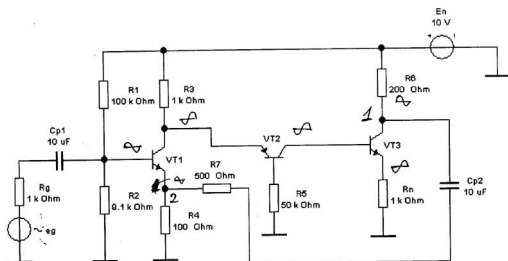 En
10 V
R1
100 k Ohm
R3
1 k Ohm
R6
200 Ohm
1
Cp1
10 uF
VT1
VT2
VT3
R7
500 Ohm
Cp2
10 uF
Rg
1 k Ohm
R2
9.1 k Ohm
2
R4
100 Ohm
R5
50 k Ohm
Rn
1 k Ohm
eg